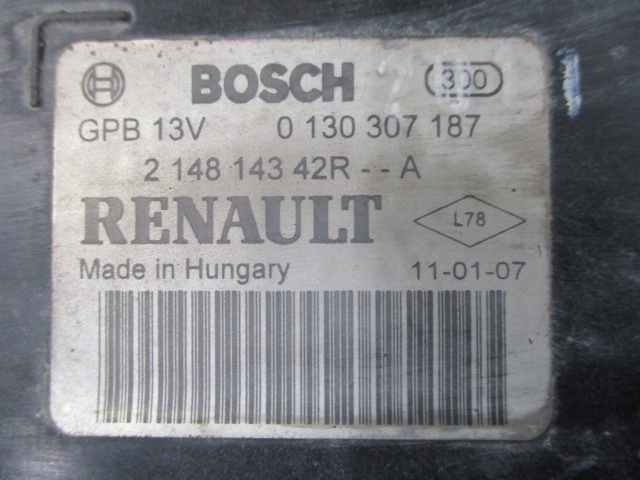 BOSCH 300
GPB 13V 0 130 307 187
2 148 143 42R - - A
RENAULT L78
Made in Hungary 11-01-07